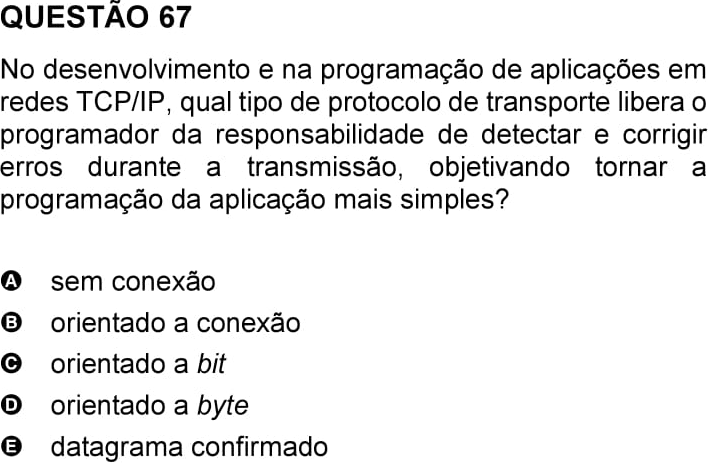 QUESTÃO 67
No desenvolvimento e na programação de aplicações em
redes TCP/IP, qual tipo de protocolo de transporte libera o
programador da responsabilidade de detectar e corrigir
erros durante a transmissão, objetivando tornar a
programação da aplicação mais simples?
A sem conexão
B orientado a conexão
C orientado a bit
D orientado a byte
E datagrama confirmado